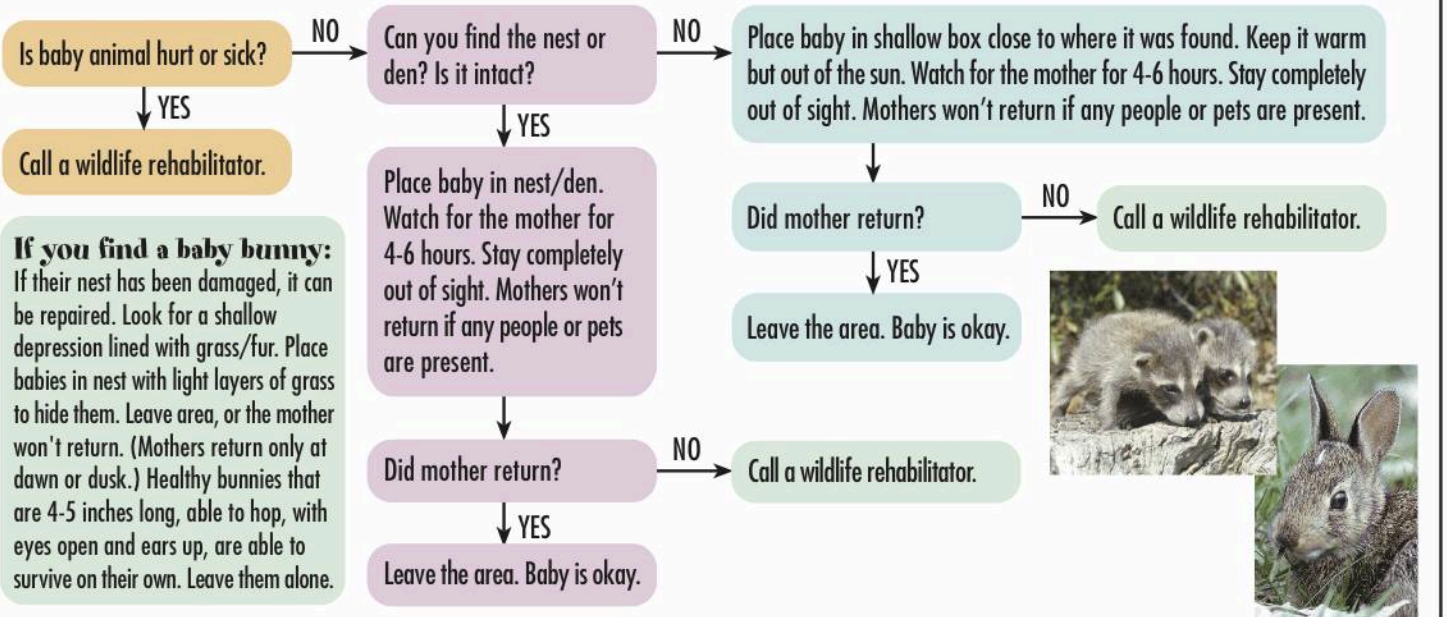 Is baby animal hurt or sick?
NO
Can you find the nest or
den? Is it intact?
NO
Place baby in shallow box close to where it was found. Keep it warm
but out of the sun. Watch for the mother for 4-6 hours. Stay completely
out of sight. Mothers won't return if any people or pets are present.
YES
Call a wildlife rehabilitator.
YES
Place baby in nest/den.
Watch for the mother for
4-6 hours. Stay completely
out of sight. Mothers won't
return if any people or pets
are present.
Did mother return?
NO
Call a wildlife rehabilitator.
YES
Leave the area. Baby is okay.
Did mother return?
NO
Call a wildlife rehabilitator.
YES
Leave the area. Baby is okay.
If you find a baby bunny:
If their nest has been damaged, it can
be repaired. Look for a shallow
depression lined with grass/fur. Place
babies in nest with light layers of grass
to hide them. Leave area, or the mother
won't return. (Mothers return only at
dawn or dusk.) Healthy bunnies that
are 4-5 inches long, able to hop, with
eyes open and ears up, are able to
survive on their own. Leave them alone.